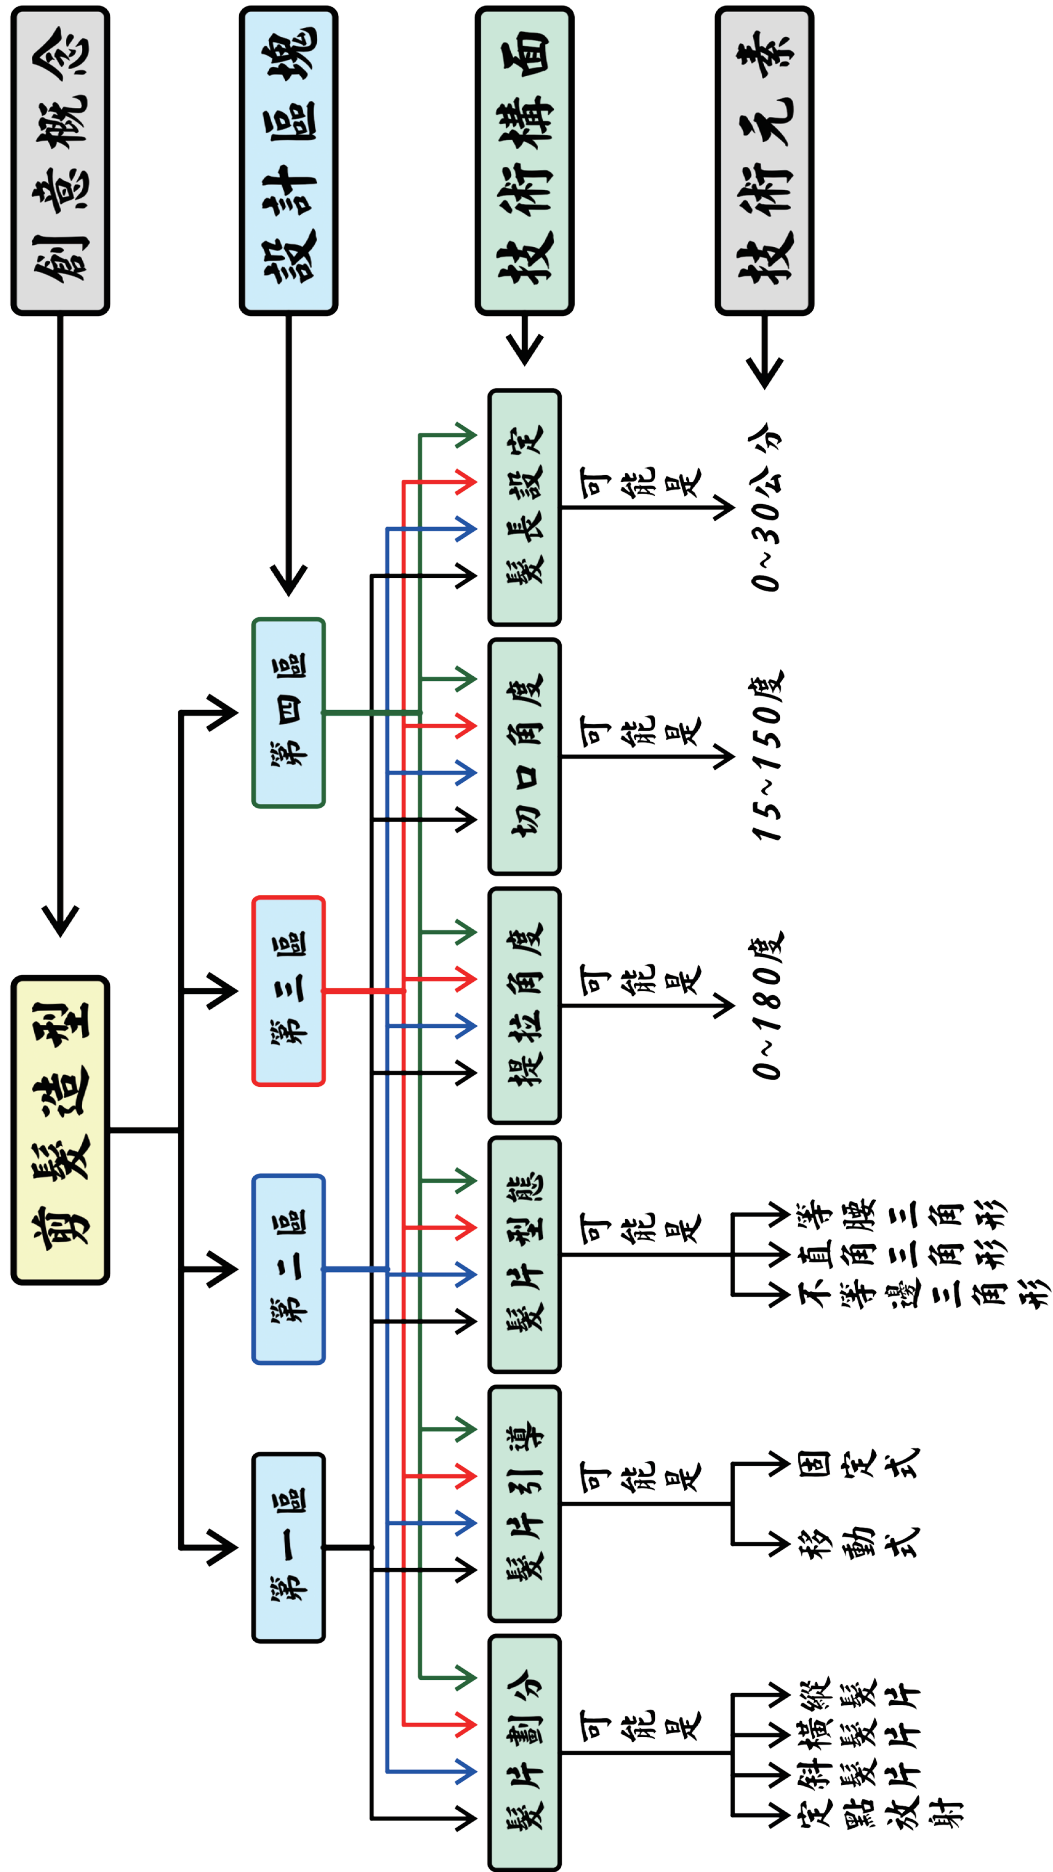 創意概念
剪髮造型
設計區塊
第一區
第二區
第三區
第四區
技術構面
髮片劃分
髮片引導
髮片型態
提拉角度
切口角度
髮長設定
可能是
可能是
可能是
可能是
可能是
可能是
技術元素
定點放射
斜髮片
橫髮片
縱髮片
移動式
固定式
不等邊三角形
直角三角形
等腰三角形
0~180度
15~150度
0~30公分